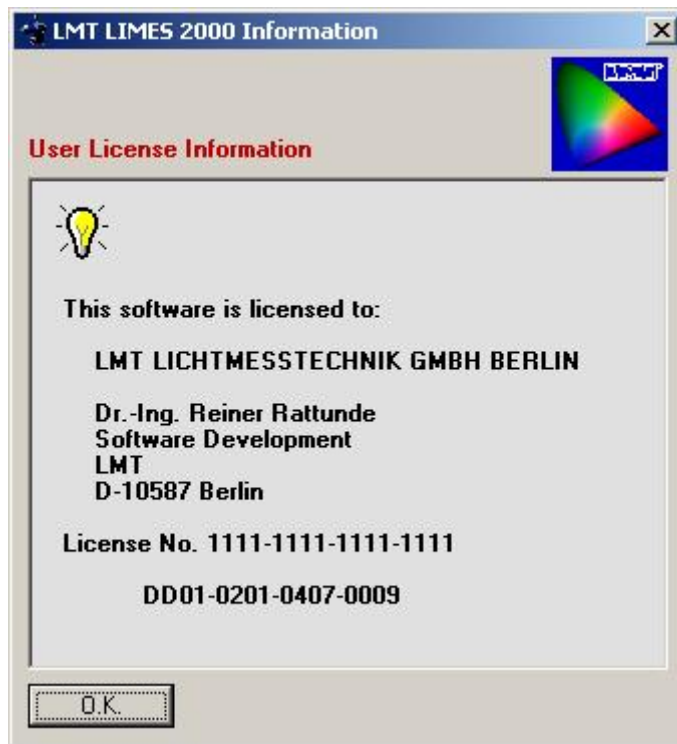 LMT LIMES 2000 Information
User License Information
This software is licensed to:
LMT LICHTMESSTECHNIK GMBH BERLIN
Dr.-Ing. Reiner Rattunde
Software Development
LMT
D-10587 Berlin
License No. 1111-1111-1111-1111
DD01-0201-0407-0009
O.K.